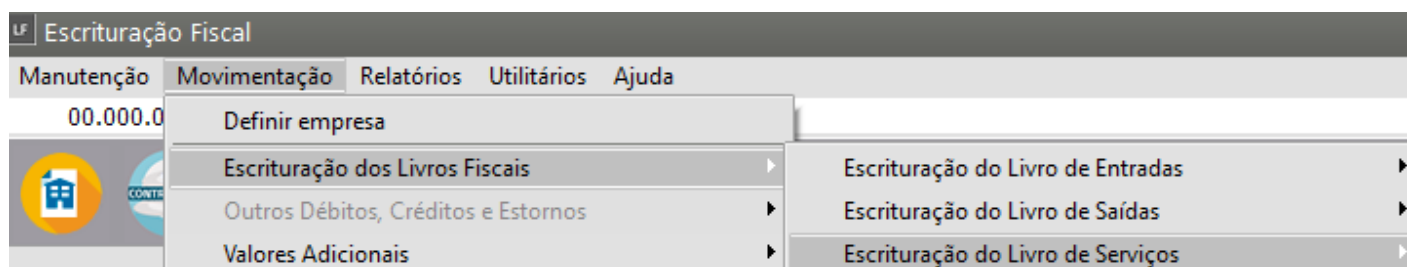 LF Escrituração Fiscal
Manutenção Movimentação Relatórios Utilitários Ajuda
00.000.0
Definir empresa
Escrituração dos Livros Fiscais
Outros Débitos, Créditos e Estornos
Valores Adicionais
Escrituração do Livro de Entradas
Escrituração do Livro de Saídas
Escrituração do Livro de Serviços